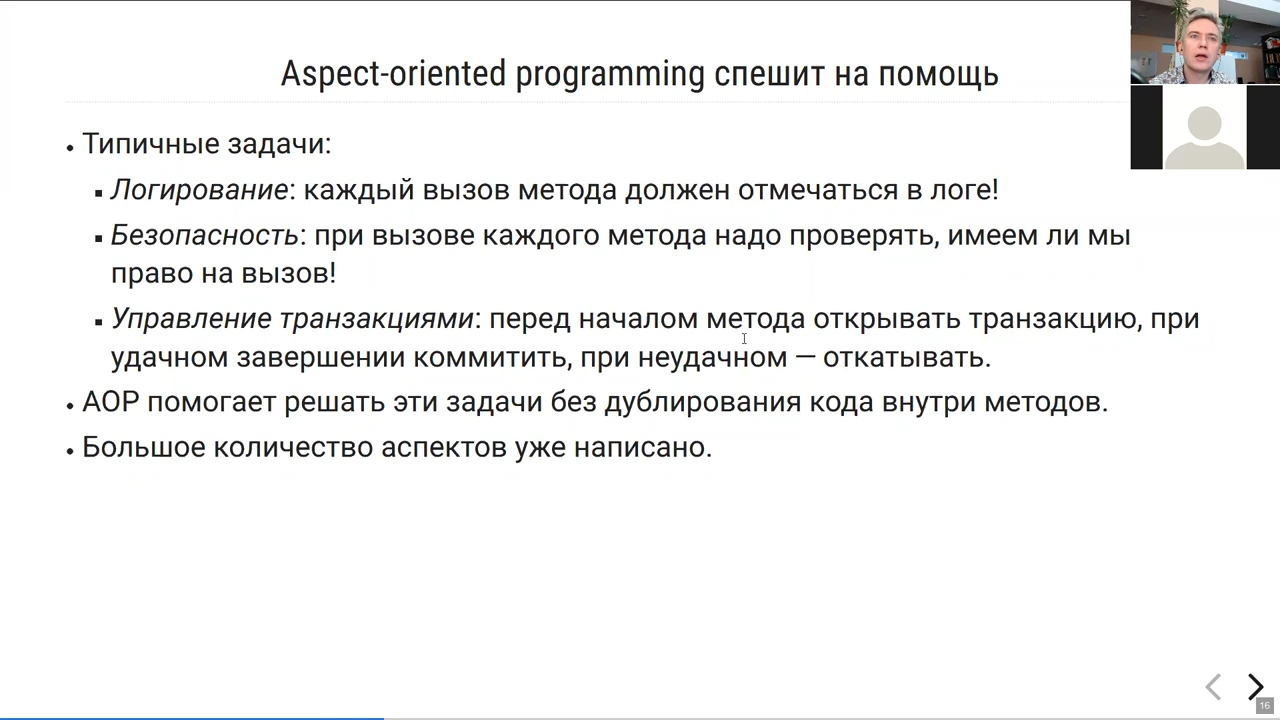 Aspect-oriented programming спешит на помощь
• Типичные задачи:
▪ Логирование: каждый вызов метода должен отмечаться в логе!
▪ Безопасность: при вызове каждого метода надо проверять, имеем ли мы
право на вызов!
▪ Управление транзакциями: перед началом метода открывать транзакцию, при
удачном завершении коммитить, при неудачном — откатывать.
• AOP помогает решать эти задачи без дублирования кода внутри методов.
• Большое количество аспектов уже написано.
16